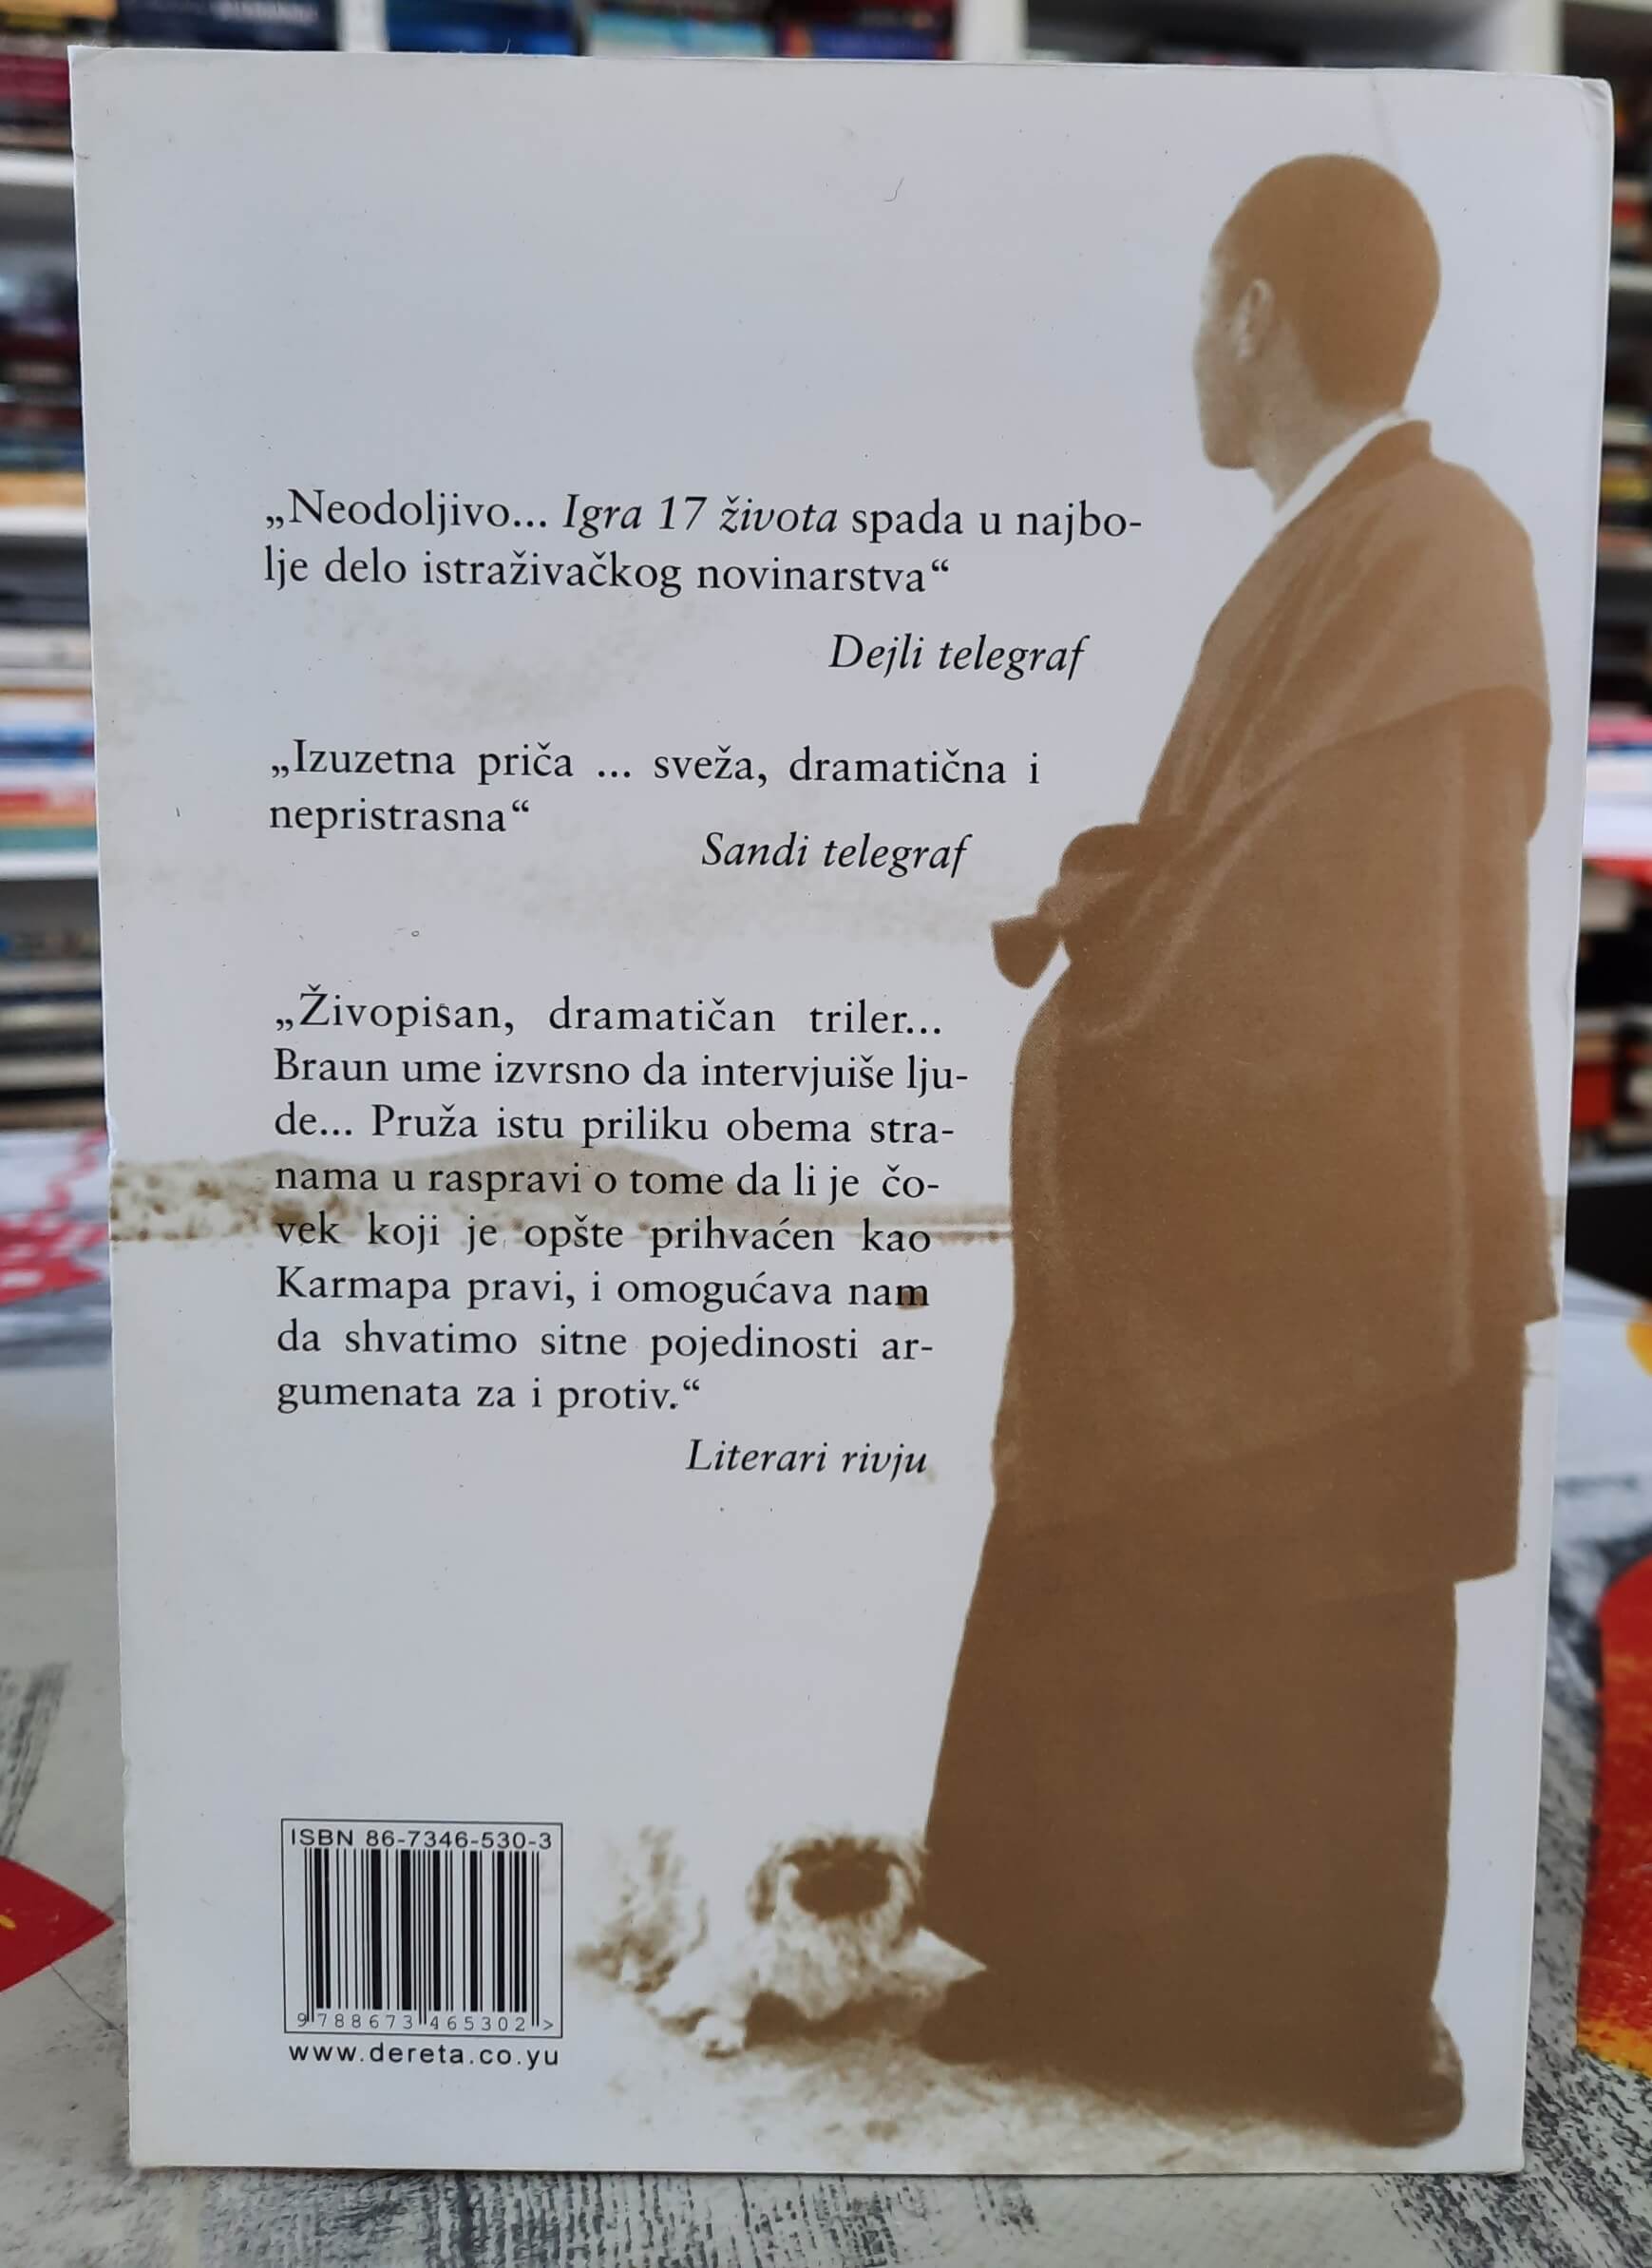 „Neodoljivo... Igra 17 života spada u najbo-
lje delo istraživačkog novinarstva“
Dejli telegraf
„Izuzetna priča ... sveža, dramatična i
nepristrasna“
Sandi telegraf
„Živopisan, dramatičan triler...
Braun ume izvrsno da intervjuiše lju-
de... Pruža istu priliku obema stra-
nama u raspravi o tome da li je čo-
vek koji je opšte prihvaćen kao
Karmapa pravi, i omogućava nam
da shvatimo sitne pojedinosti ar-
gumenata za i protiv.“
Literari rivju
ISBN 86-7346-530-3
9 788673 465302 >
www.dereta.co.yu